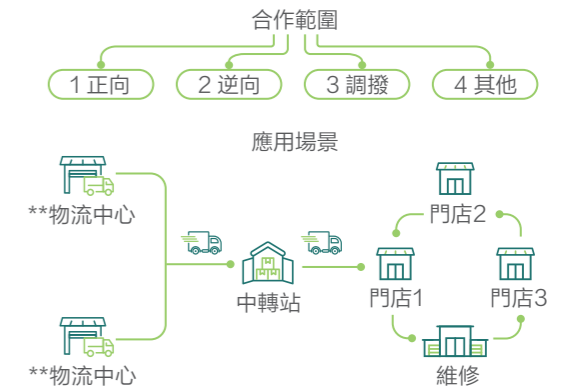 合作範圍
1 正向
2 逆向
3 調撥
4 其他
應用場景
**物流中心
門店2
中轉站
門店1
門店3
**物流中心
維修